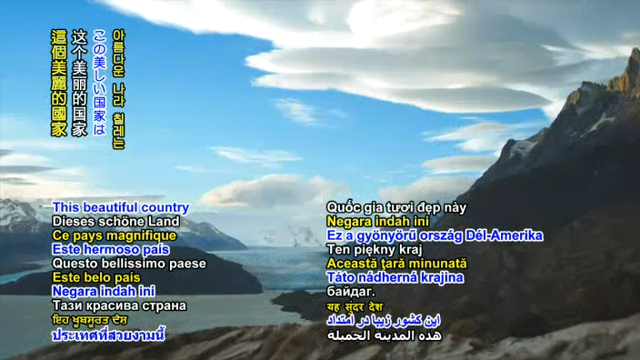 아름다운 나라 칠레는
この美しい国家は
这个美丽的国家
這個美麗的國家
This beautiful country
Dieses schöne Land
Ce pays magnifique
Este hermoso país
Questo bellissimo paese
Este belo país
Negara indah ini
Тази красива страна
ਇਹ ਖੂਬਸੂਰਤ ਦੇਸ਼
ประเทศที่สวยงามนี้
Quốc gia tươi đẹp này
Negara indah ini
Ez a gyönyörű ország Dél-Amerika
Ten piękny kraj
Această ţară minunată
Táto nádherná krajina
байдаг.
यह सुंदर देश
این کشور زیبا در امتداد
هذه المدينة الجميلة